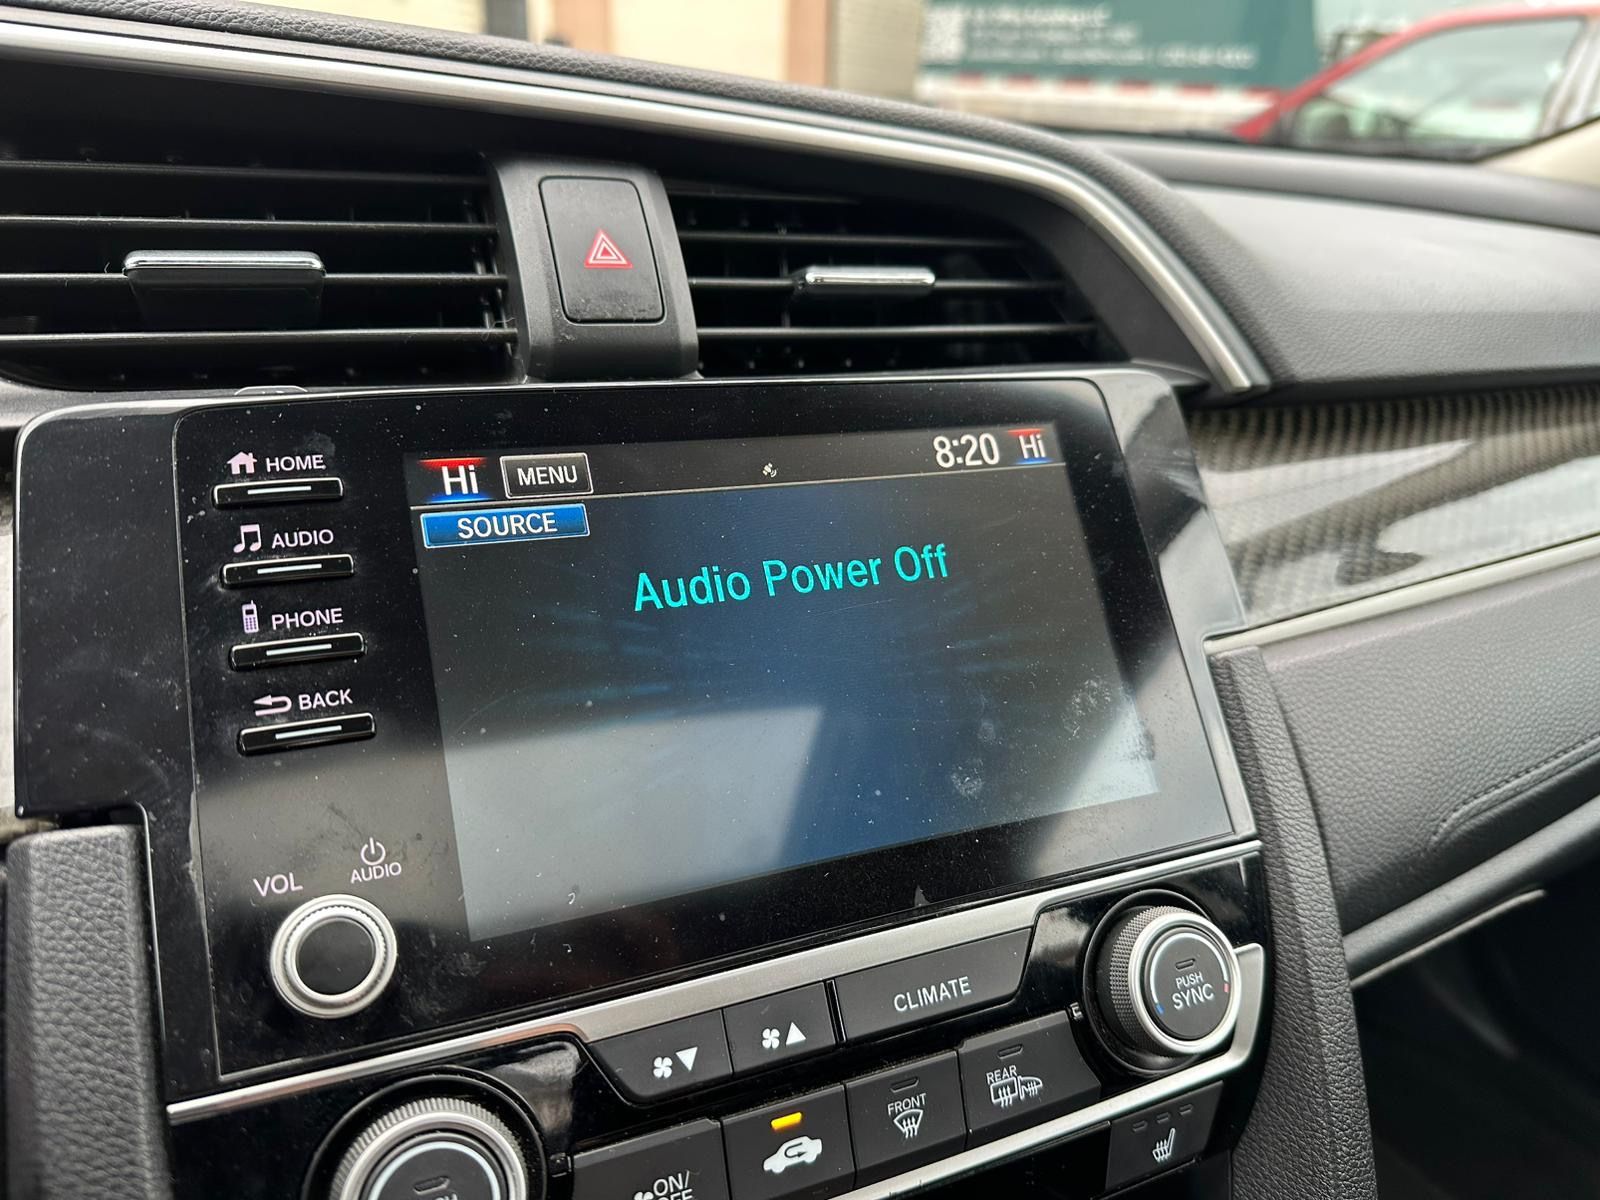 HOME
Hi MENU 8:20 Hi
SOURCE
AUDIO
Audio Power Off
PHONE
BACK
VOL
AUDIO
CLIMATE
PUSH
SYNC
FRONT
REAR
ON/